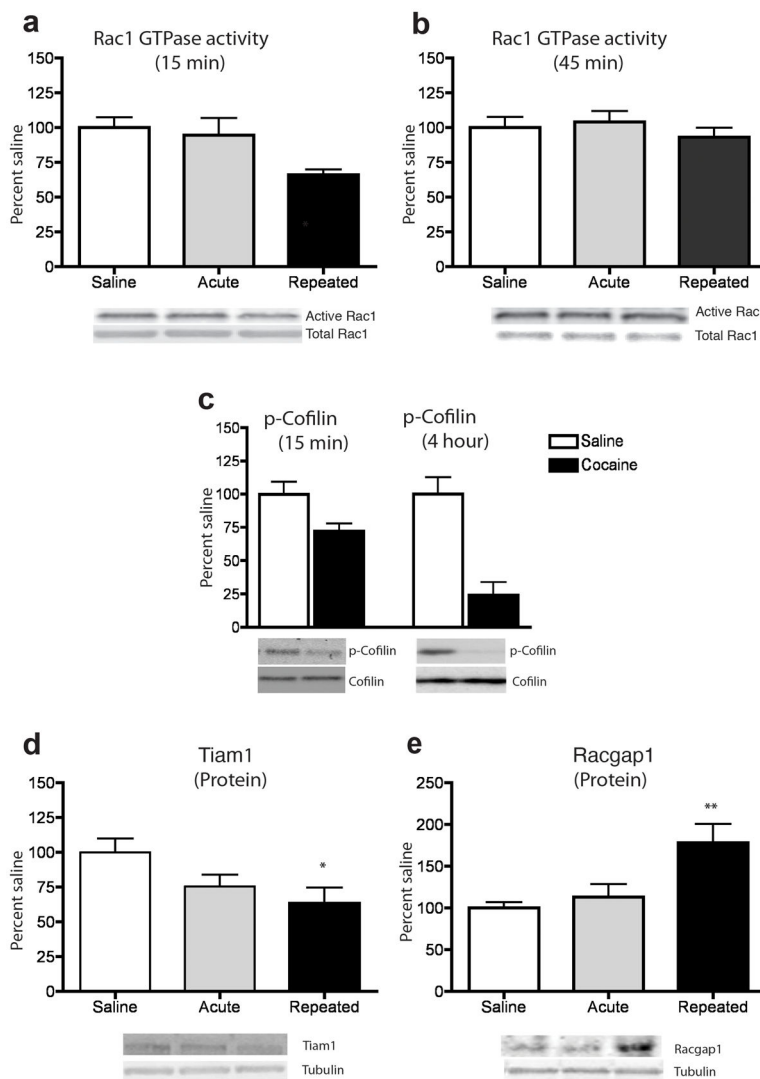 a
Rac1 GTPase activity
(15 min)
150
125
100
75
50
25
0
Percent saline
Saline Acute Repeated
Active Rac1
Total Rac1
b
Rac1 GTPase activity
(45 min)
150
125
100
75
50
25
0
Percent saline
Saline Acute Repeated
Active Rac
Total Rac1
c
p-Cofilin
(15 min)
p-Cofilin
(4 hour)
150
125
100
75
50
25
0
Percent saline
Saline
Cocaine
p-Cofilin
Cofilin
p-Cofilin
Cofilin
d
Tiam1
(Protein)
150
125
100
75
50
25
0
Percent saline
*
Saline Acute Repeated
Tiam1
Tubulin
e
Racgap1
(Protein)
250
200
150
100
50
0
Percent saline
**
Saline Acute Repeated
Racgap1
Tubulin